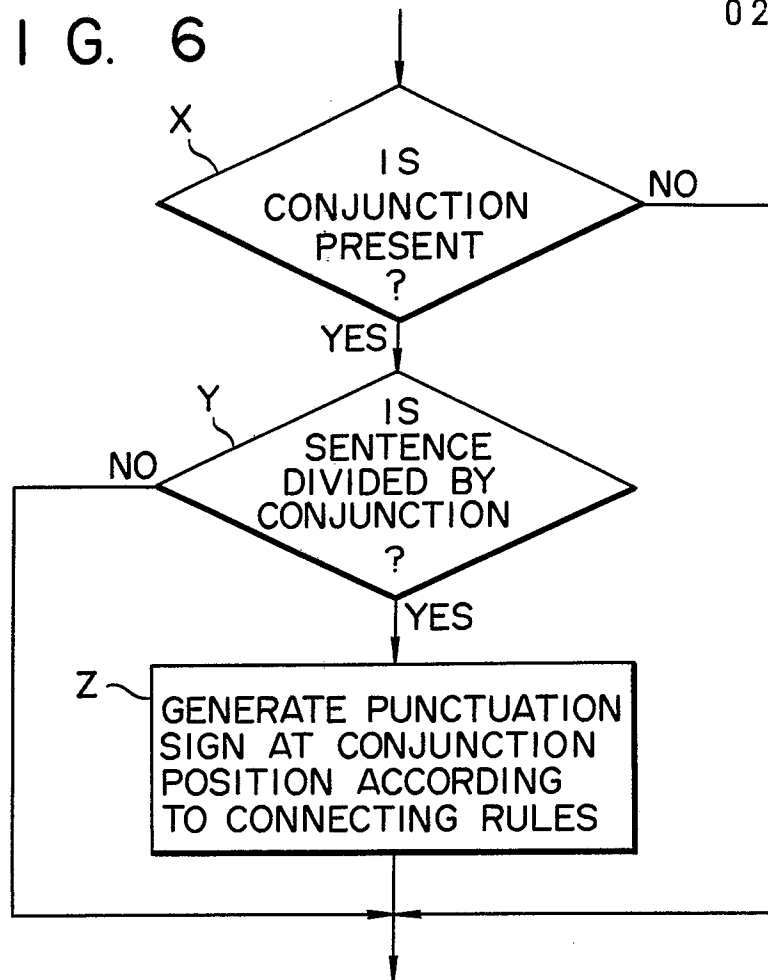 I G. 6
02
X
IS
CONJUNCTION
PRESENT
?
NO
YES
Y
IS
SENTENCE
DIVIDED BY
CONJUNCTION
?
NO
YES
Z
GENERATE PUNCTUATION
SIGN AT CONJUNCTION
POSITION ACCORDING
TO CONNECTING RULES